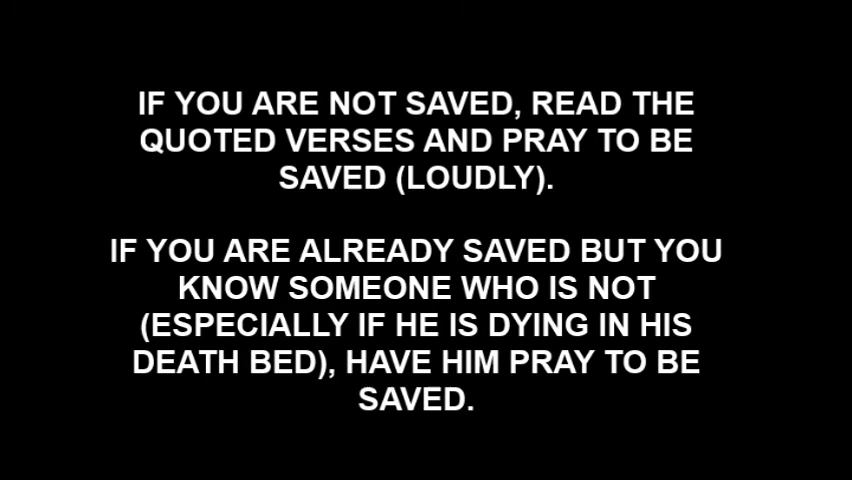 IF YOU ARE NOT SAVED, READ THE
QUOTED VERSES AND PRAY TO BE
SAVED (LOUDLY).
IF YOU ARE ALREADY SAVED BUT YOU
KNOW SOMEONE WHO IS NOT
(ESPECIALLY IF HE IS DYING IN HIS
DEATH BED), HAVE HIM PRAY TO BE
SAVED.